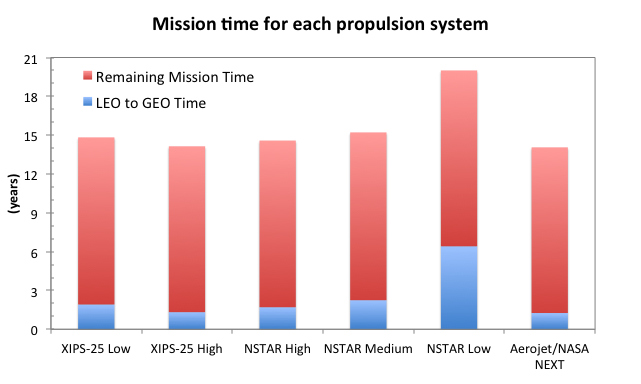 Mission time for each propulsion system
21
18
15
12
9
6
3
0
(years)
Remaining Mission Time
LEO to GEO Time
XIPS-25 Low
XIPS-25 High
NSTAR High
NSTAR Medium
NSTAR Low
Aerojet/NASA
NEXT